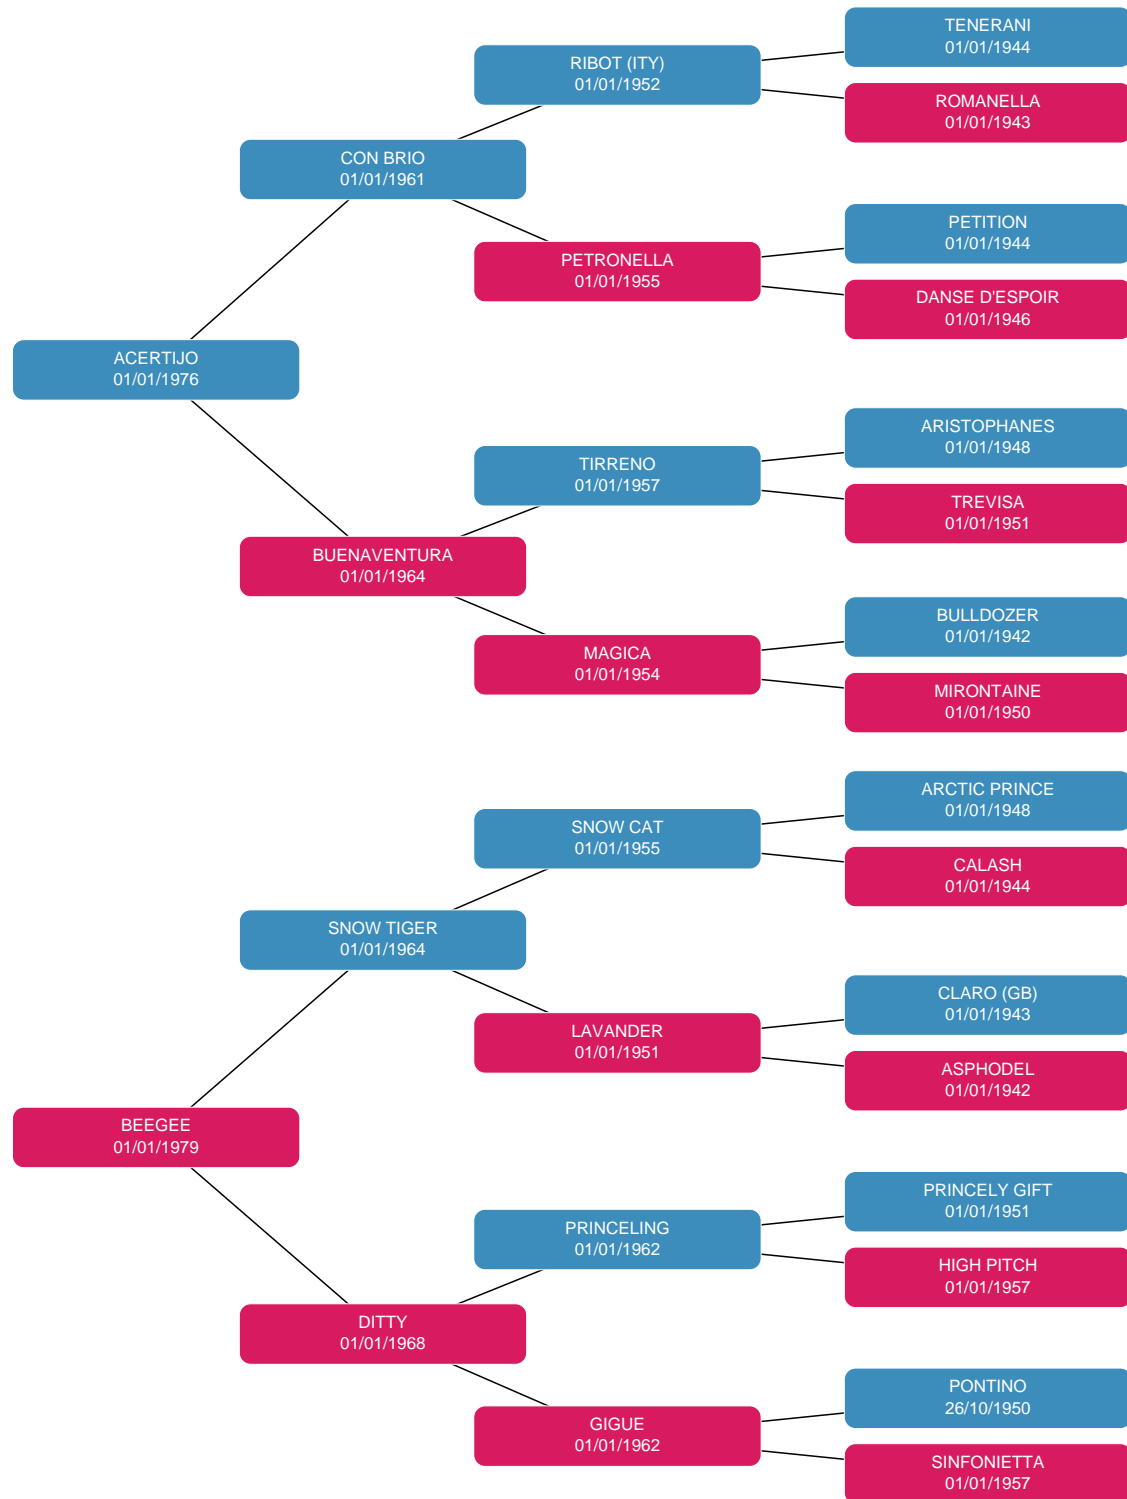 TENERANI
01/01/1944
RIBOT (ITY)
01/01/1952
ROMANELLA
01/01/1943
CON BRIO
01/01/1961
PETITION
01/01/1944
PETRONELLA
01/01/1955
DANSE D'ESPOIR
01/01/1946
ACERTIJO
01/01/1976
ARISTOPHANES
01/01/1948
TIRRENO
01/01/1957
TREVISA
01/01/1951
BUENAVENTURA
01/01/1964
BULLDOZER
01/01/1942
MAGICA
01/01/1954
MIRONTAINE
01/01/1950
ARCTIC PRINCE
01/01/1948
SNOW CAT
01/01/1955
CALASH
01/01/1944
SNOW TIGER
01/01/1964
CLARO (GB)
01/01/1943
LAVANDER
01/01/1951
ASPHODEL
01/01/1942
BEEGEE
01/01/1979
PRINCELY GIFT
01/01/1951
PRINCELING
01/01/1962
HIGH PITCH
01/01/1957
DITTY
01/01/1968
PONTINO
26/10/1950
GIGUE
01/01/1962
SINFONIETTA
01/01/1957